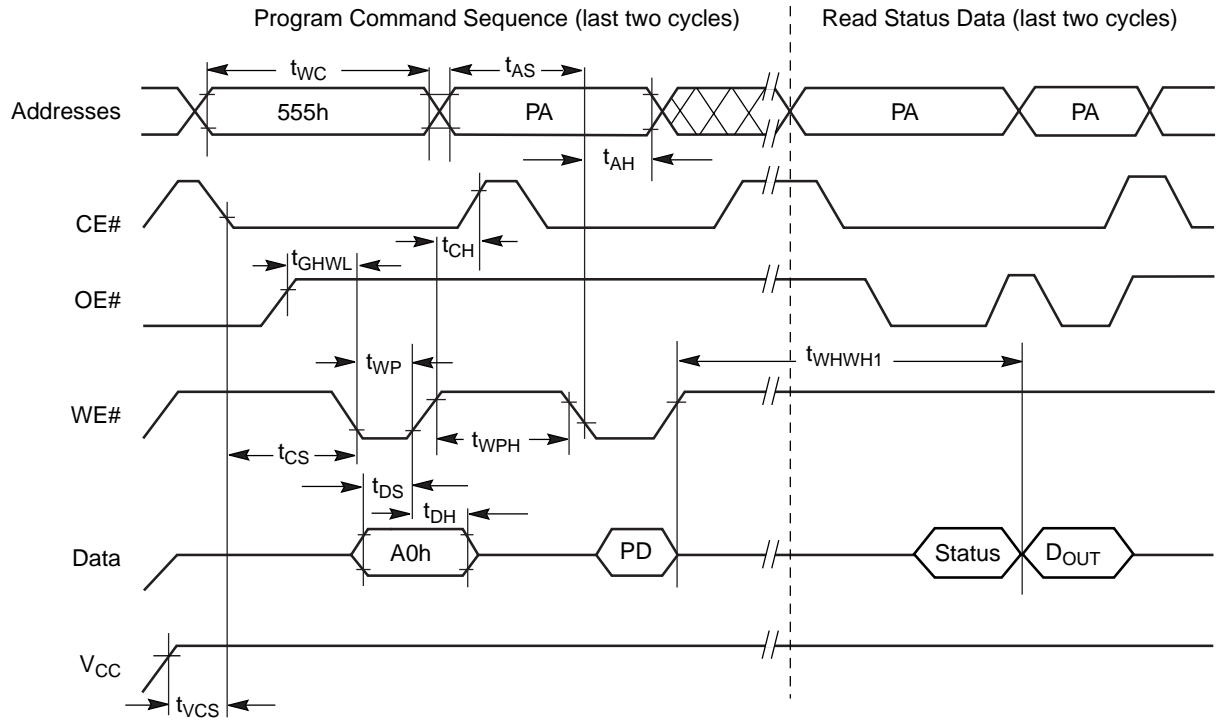 Program Command Sequence (last two cycles)
Read Status Data (last two cycles)
tWC
tAS
Addresses
555h
PA
PA
PA
tAH
CE#
tCH
tGHWL
OE#
tWP
tWHWH1
WE#
tWPH
tCS
tDS
tDH
Data
A0h
PD
Status
DOUT
VCC
tVCS